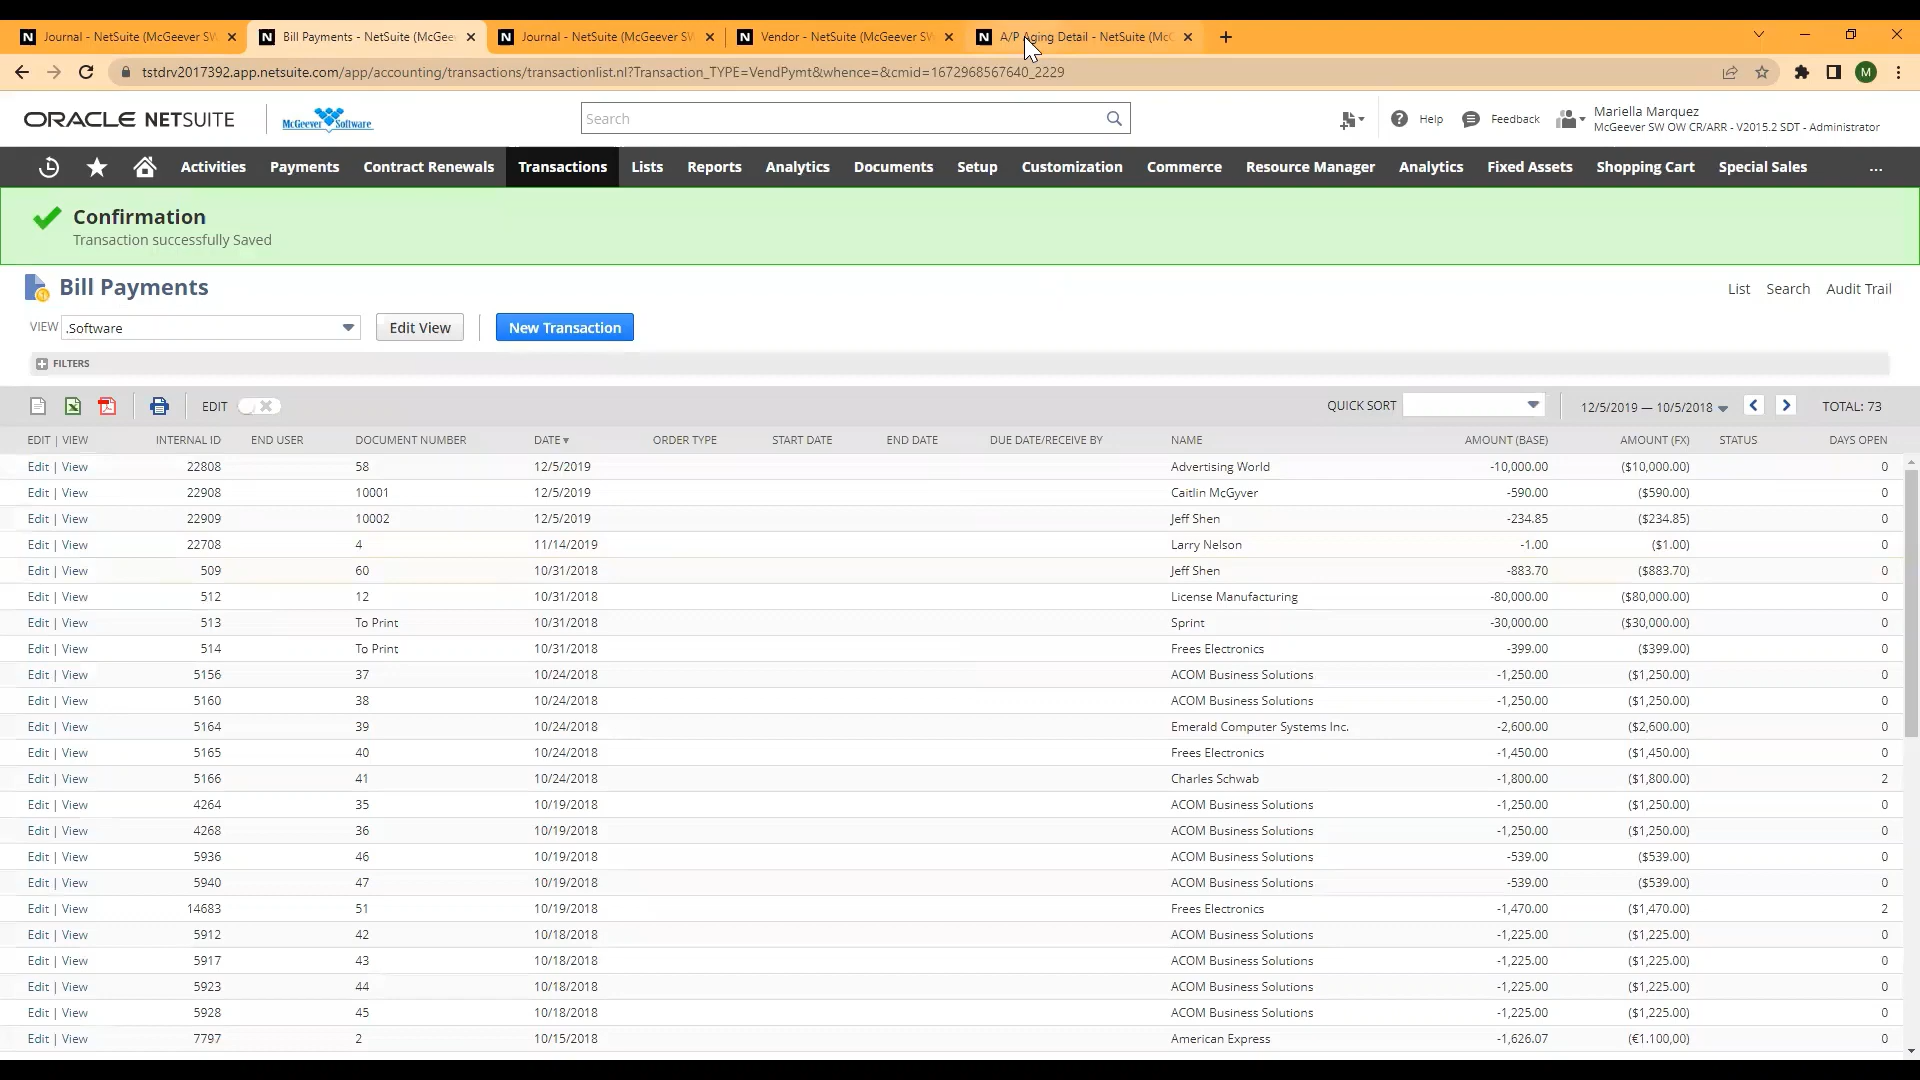 Journal - NetSuite (McGeever SW
Bill Payments - NetSuite (McGee
Journal - NetSuite (McGeever SW
Vendor - NetSuite (McGeever SW
A/P Aging Detail - NetSuite (McG
tstdrv2017392.app.netsuite.com/app/accounting/transactions/transactionlist.nl?Transaction_TYPE=VendPymt&whence=&cmid=1672968567640_2229
M
ORACLE NETSUITE
McGeever Software
Search
Help
Feedback
Mariella Marquez
McGeever SW OW CR/ARR - V2015.2 SDT - Administrator
Activities Payments Contract Renewals Transactions Lists Reports Analytics Documents Setup Customization Commerce Resource Manager Analytics Fixed Assets Shopping Cart Special Sales ...
Confirmation
Transaction successfully Saved
Bill Payments
List Search Audit Trail
VIEW .Software Edit View New Transaction
FILTERS
EDIT QUICK SORT 12/5/2019 — 10/5/2018 TOTAL: 73
EDIT | VIEW INTERNAL ID END USER DOCUMENT NUMBER DATE ORDER TYPE START DATE END DATE DUE DATE/RECEIVE BY NAME AMOUNT (BASE) AMOUNT (FX) STATUS DAYS OPEN
Edit | View 22808 58 12/5/2019 Advertising World -10,000.00 ($10,000.00) 0
Edit | View 22908 10001 12/5/2019 Caitlin McGyver -590.00 ($590.00) 0
Edit | View 22909 10002 12/5/2019 Jeff Shen -234.85 ($234.85) 0
Edit | View 22708 4 11/14/2019 Larry Nelson -1.00 ($1.00) 0
Edit | View 509 60 10/31/2018 Jeff Shen -883.70 ($883.70) 0
Edit | View 512 12 10/31/2018 License Manufacturing -80,000.00 ($80,000.00) 0
Edit | View 513 To Print 10/31/2018 Sprint -30,000.00 ($30,000.00) 0
Edit | View 514 To Print 10/31/2018 Frees Electronics -399.00 ($399.00) 0
Edit | View 5156 37 10/24/2018 ACOM Business Solutions -1,250.00 ($1,250.00) 0
Edit | View 5160 38 10/24/2018 ACOM Business Solutions -1,250.00 ($1,250.00) 0
Edit | View 5164 39 10/24/2018 Emerald Computer Systems Inc. -2,600.00 ($2,600.00) 0
Edit | View 5165 40 10/24/2018 Frees Electronics -1,450.00 ($1,450.00) 0
Edit | View 5166 41 10/24/2018 Charles Schwab -1,800.00 ($1,800.00) 2
Edit | View 4264 35 10/19/2018 ACOM Business Solutions -1,250.00 ($1,250.00) 0
Edit | View 4268 36 10/19/2018 ACOM Business Solutions -1,250.00 ($1,250.00) 0
Edit | View 5936 46 10/19/2018 ACOM Business Solutions -539.00 ($539.00) 0
Edit | View 5940 47 10/19/2018 ACOM Business Solutions -539.00 ($539.00) 0
Edit | View 14683 51 10/19/2018 Frees Electronics -1,470.00 ($1,470.00) 2
Edit | View 5912 42 10/18/2018 ACOM Business Solutions -1,225.00 ($1,225.00) 0
Edit | View 5917 43 10/18/2018 ACOM Business Solutions -1,225.00 ($1,225.00) 0
Edit | View 5923 44 10/18/2018 ACOM Business Solutions -1,225.00 ($1,225.00) 0
Edit | View 5928 45 10/18/2018 ACOM Business Solutions -1,225.00 ($1,225.00) 0
Edit | View 7797 2 10/15/2018 American Express -1,626.07 (€1.100,00) 0